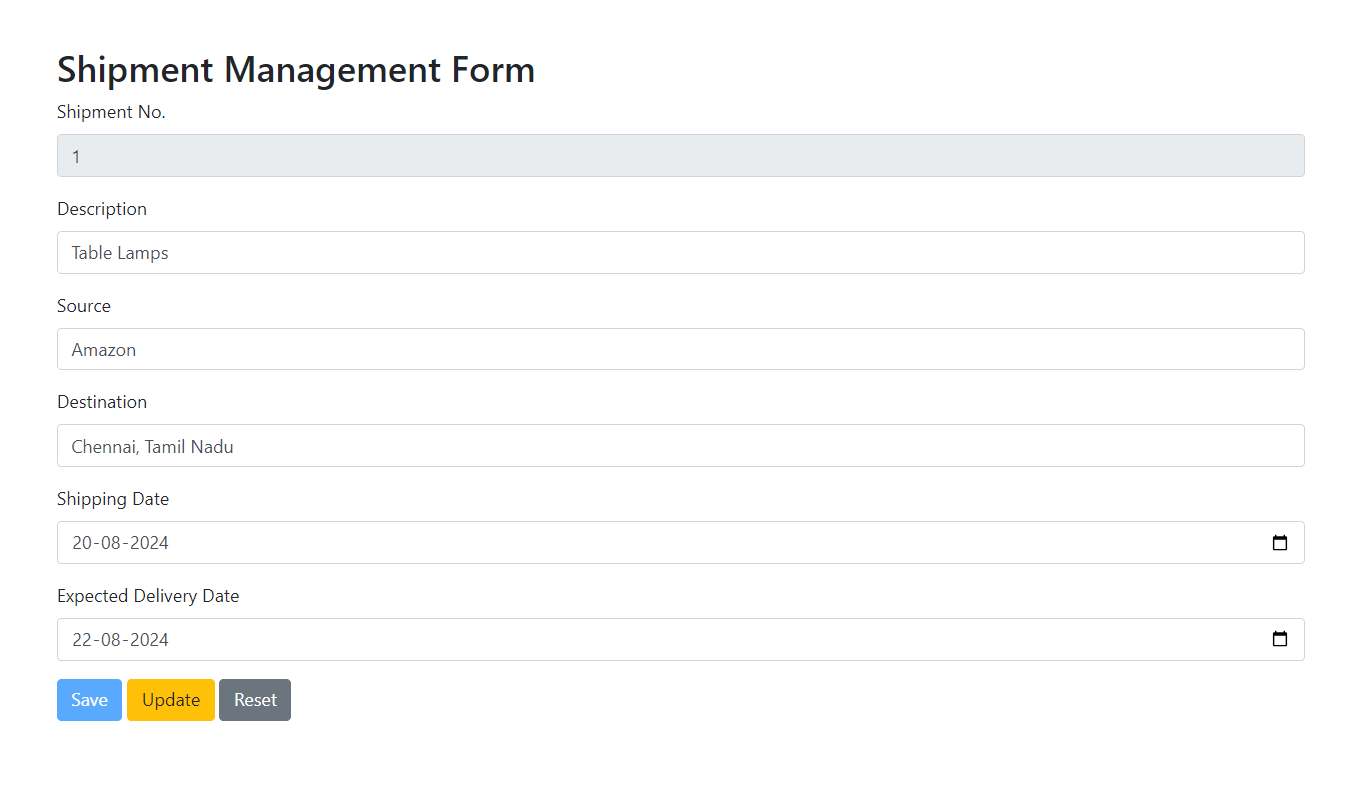 Shipment Management Form
Shipment No.
1
Description
Table Lamps
Source
Amazon
Destination
Chennai, Tamil Nadu
Shipping Date
20-08-2024
Expected Delivery Date
22-08-2024
Save Update Reset